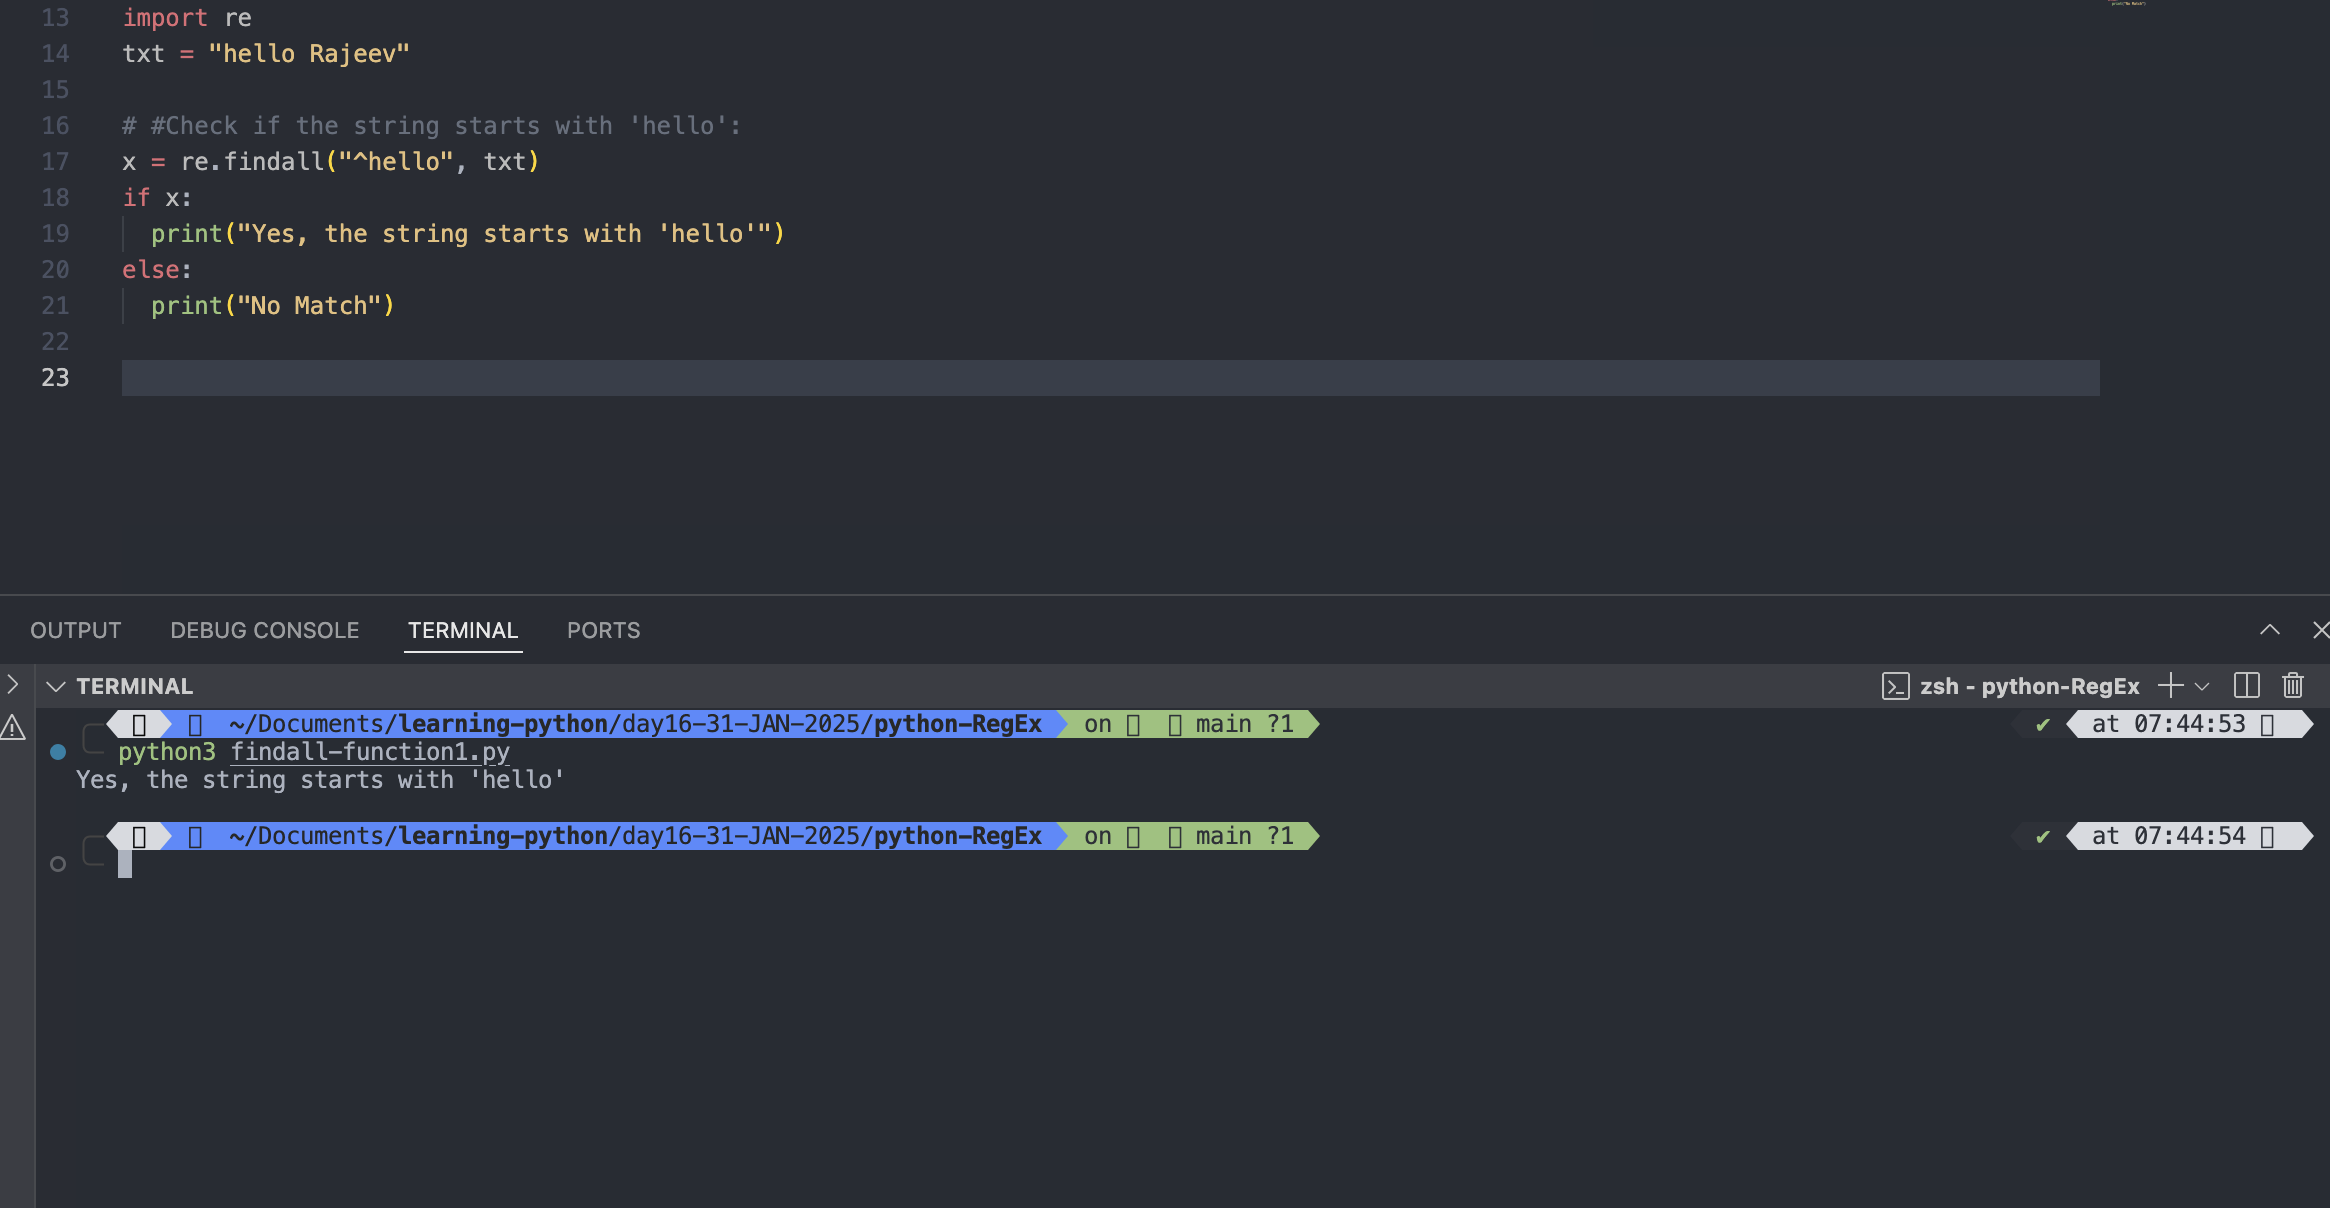 13 import re
14 txt = "hello Rajeev"
15
16 # #Check if the string starts with 'hello':
17 x = re.findall("^hello", txt)
18 if x:
19   print("Yes, the string starts with 'hello'")
20 else:
21   print("No Match")
22
23
OUTPUT DEBUG CONSOLE TERMINAL PORTS
TERMINAL zsh - python-RegEx
~/Documents/learning-python/day16-31-JAN-2025/python-RegEx on main ?1 ✔ at 07:44:53
python3 findall-function1.py
Yes, the string starts with 'hello'
~/Documents/learning-python/day16-31-JAN-2025/python-RegEx on main ?1 ✔ at 07:44:54